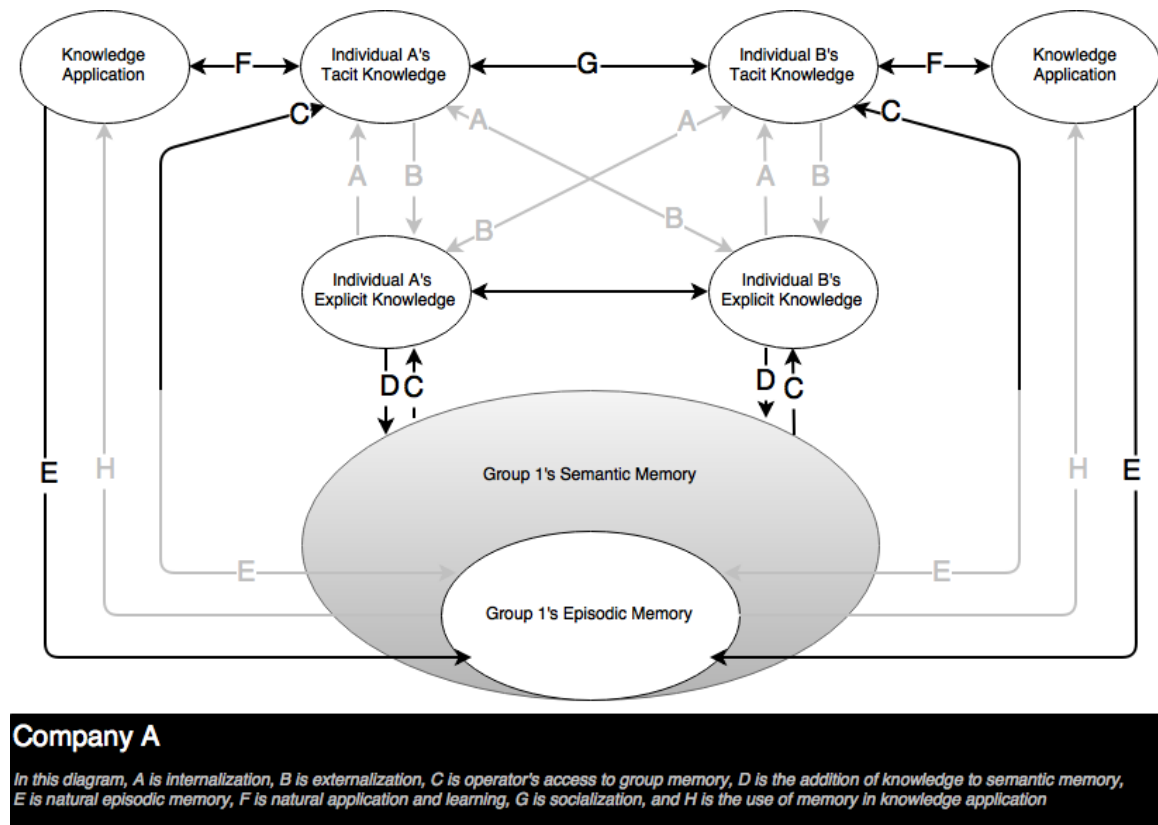 Knowledge
Application
F
Individual A's
Tacit Knowledge
G
Individual B's
Tacit Knowledge
F
Knowledge
Application
C
A
A
C
A
B
A
B
B
B
Individual A's
Explicit Knowledge
Individual B's
Explicit Knowledge
D
C
D
C
E
H
Group 1's Semantic Memory
H
E
E
E
Group 1's Episodic Memory
Company A
In this diagram, A is internalization, B is externalization, C is operator's access to group memory, D is the addition of knowledge to semantic memory,
E is natural episodic memory, F is natural application and learning, G is socialization, and H is the use of memory in knowledge application